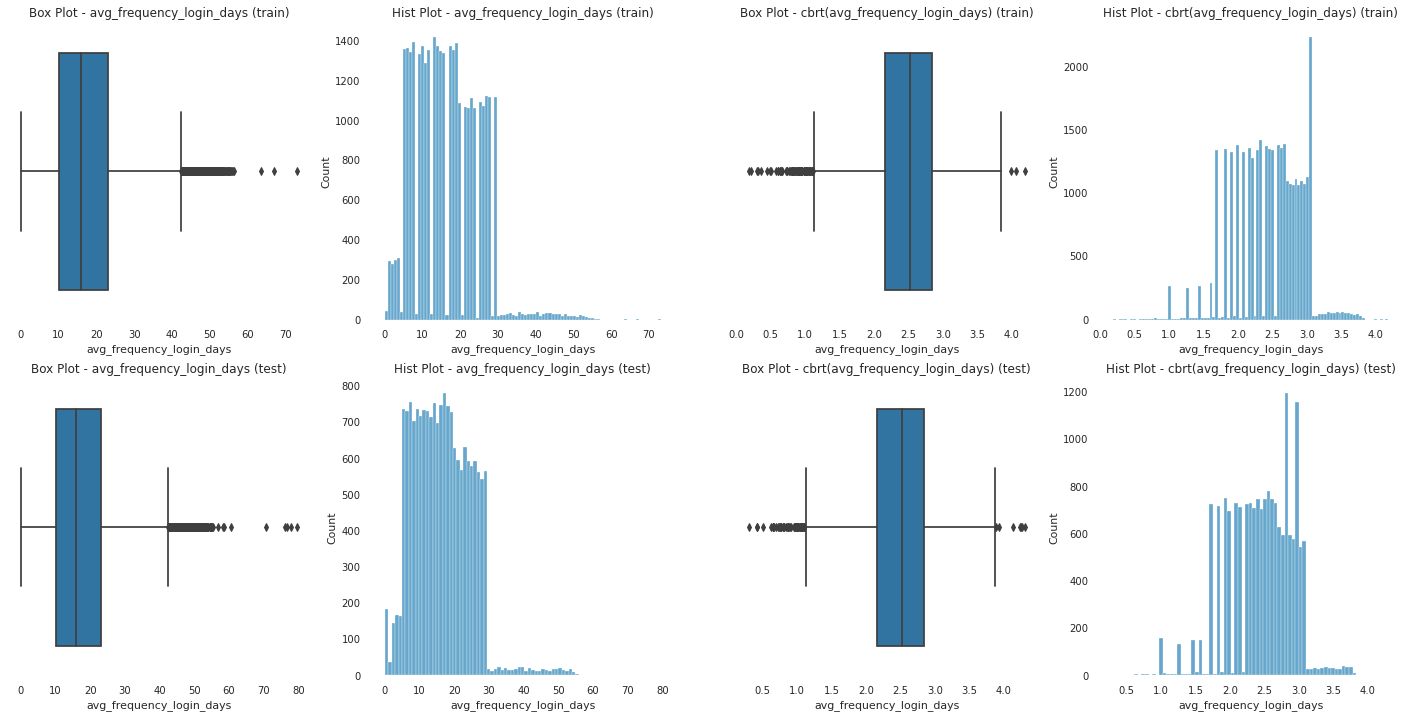 Box Plot - avg_frequency_login_days (train)
Hist Plot - avg_frequency_login_days (train)
Box Plot - cbrt(avg_frequency_login_days) (train)
Hist Plot - cbrt(avg_frequency_login_days) (train)
0 10 20 30 40 50 60 70
avg_frequency_login_days
Count
1400
1200
1000
800
600
400
200
0
0 10 20 30 40 50 60 70
avg_frequency_login_days
0.0 0.5 1.0 1.5 2.0 2.5 3.0 3.5 4.0
avg_frequency_login_days
Count
2000
1500
1000
500
0
0.0 0.5 1.0 1.5 2.0 2.5 3.0 3.5 4.0
avg_frequency_login_days
Box Plot - avg_frequency_login_days (test)
Hist Plot - avg_frequency_login_days (test)
Box Plot - cbrt(avg_frequency_login_days) (test)
Hist Plot - cbrt(avg_frequency_login_days) (test)
0 10 20 30 40 50 60 70 80
avg_frequency_login_days
Count
800
700
600
500
400
300
200
100
0
0 10 20 30 40 50 60 70 80
avg_frequency_login_days
0.5 1.0 1.5 2.0 2.5 3.0 3.5 4.0
avg_frequency_login_days
Count
1200
1000
800
600
400
200
0
0.5 1.0 1.5 2.0 2.5 3.0 3.5 4.0
avg_frequency_login_days